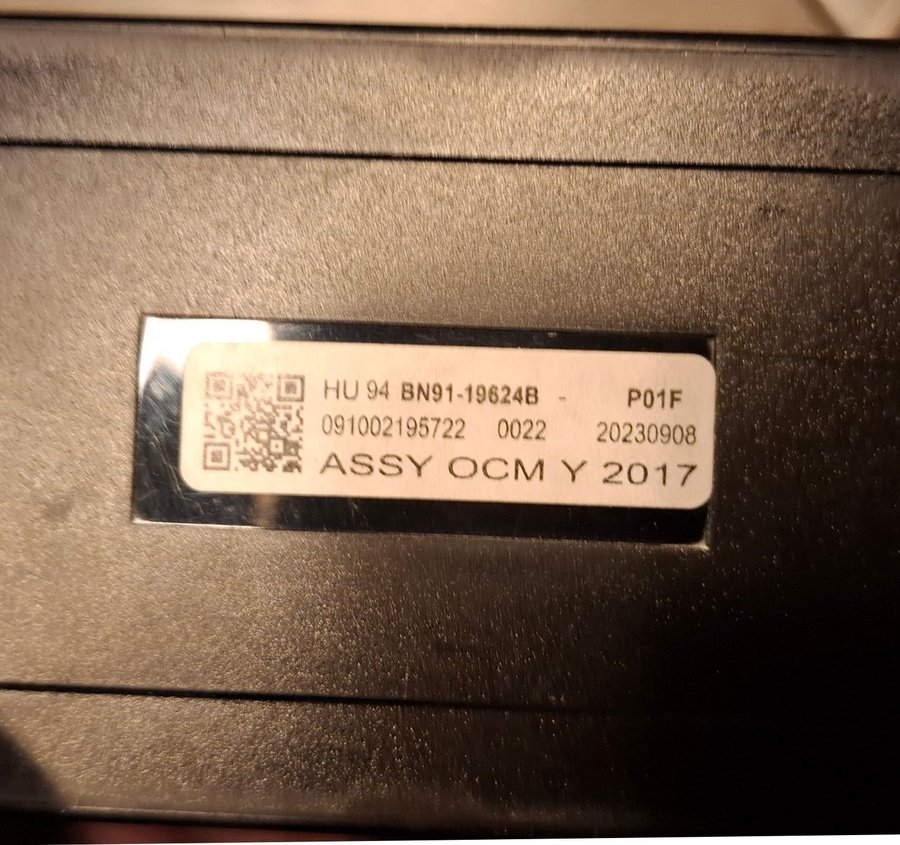 HU 94 BN91-19624B - P01F
091002195722 0022 20230908
ASSY OCM Y 2017